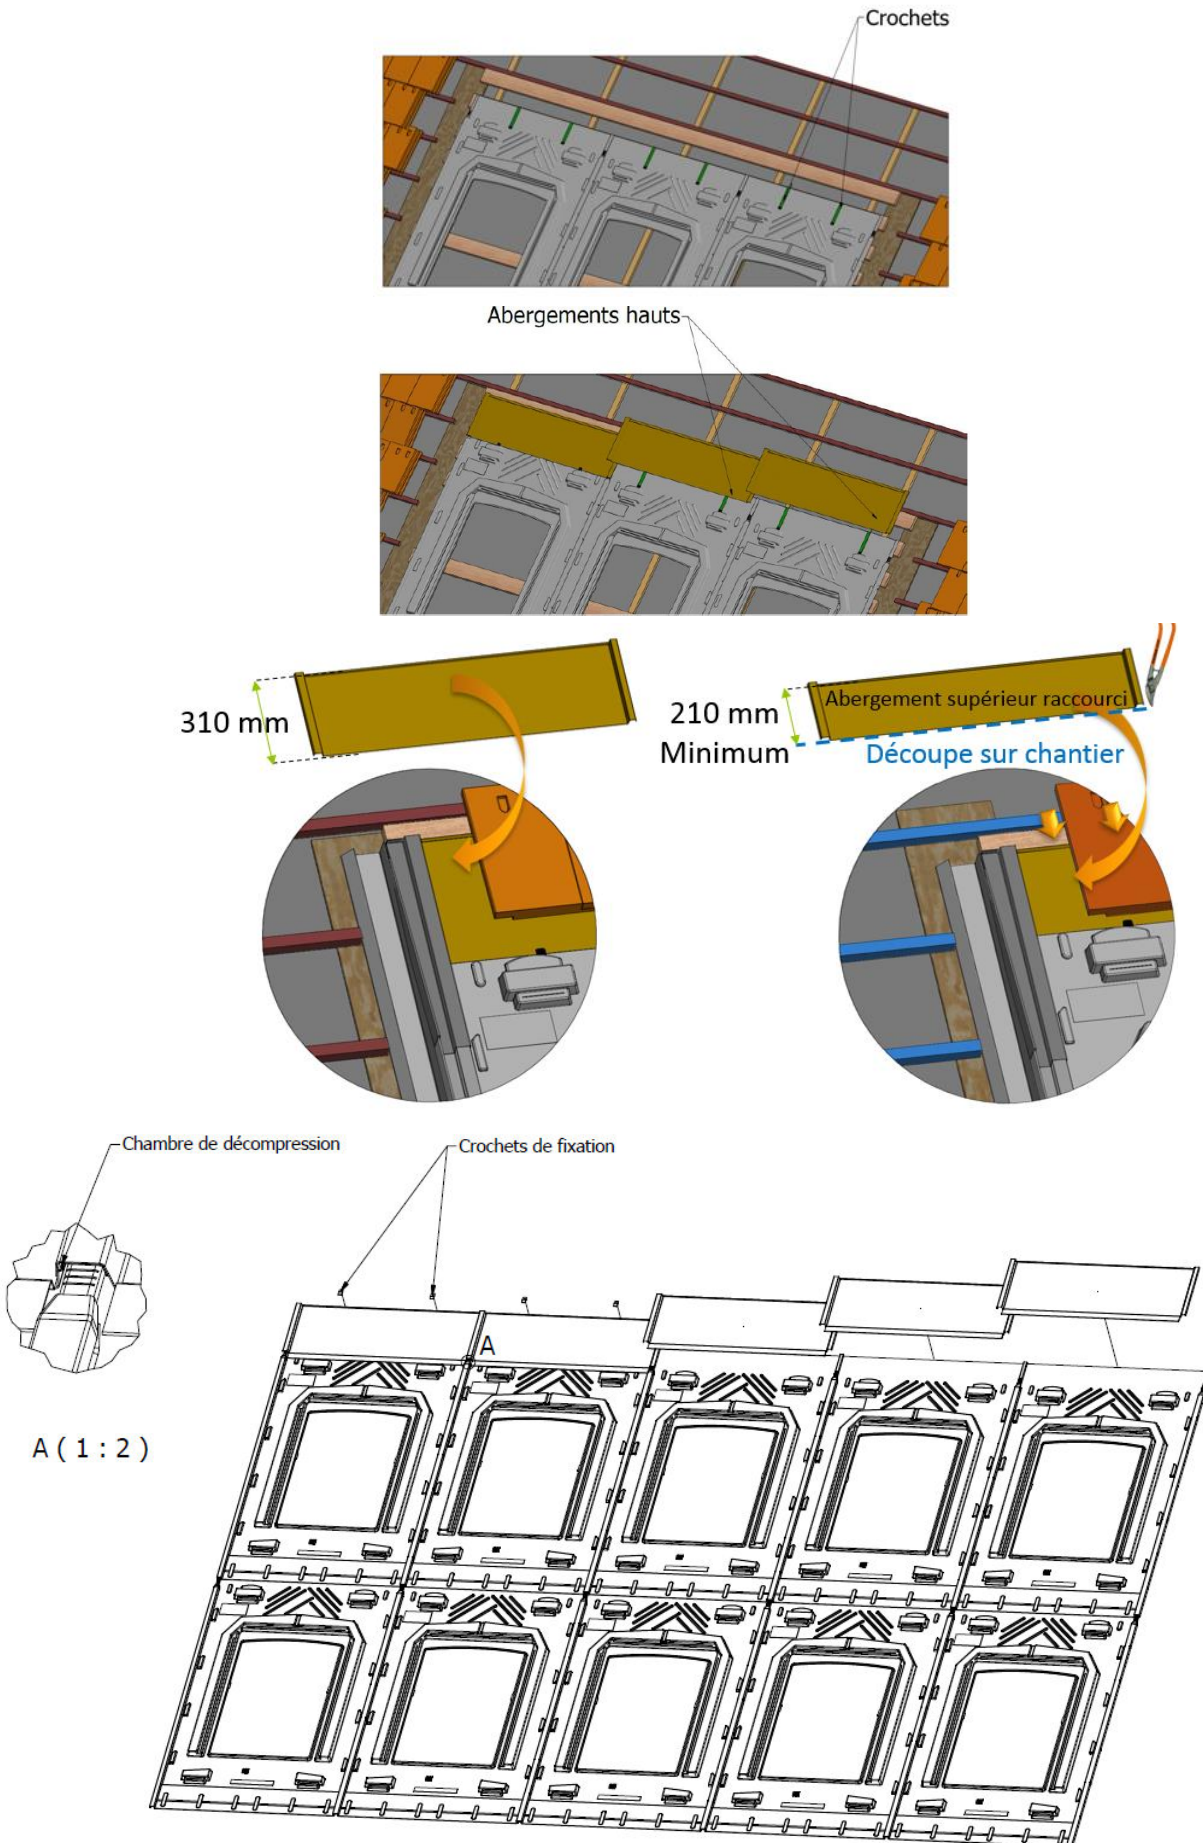 Crochets
Abergements hauts
310 mm
210 mm
Minimum
Abergement supérieur raccourci
Découpe sur chantier
Chambre de décompression
Crochets de fixation
A
A ( 1 : 2 )